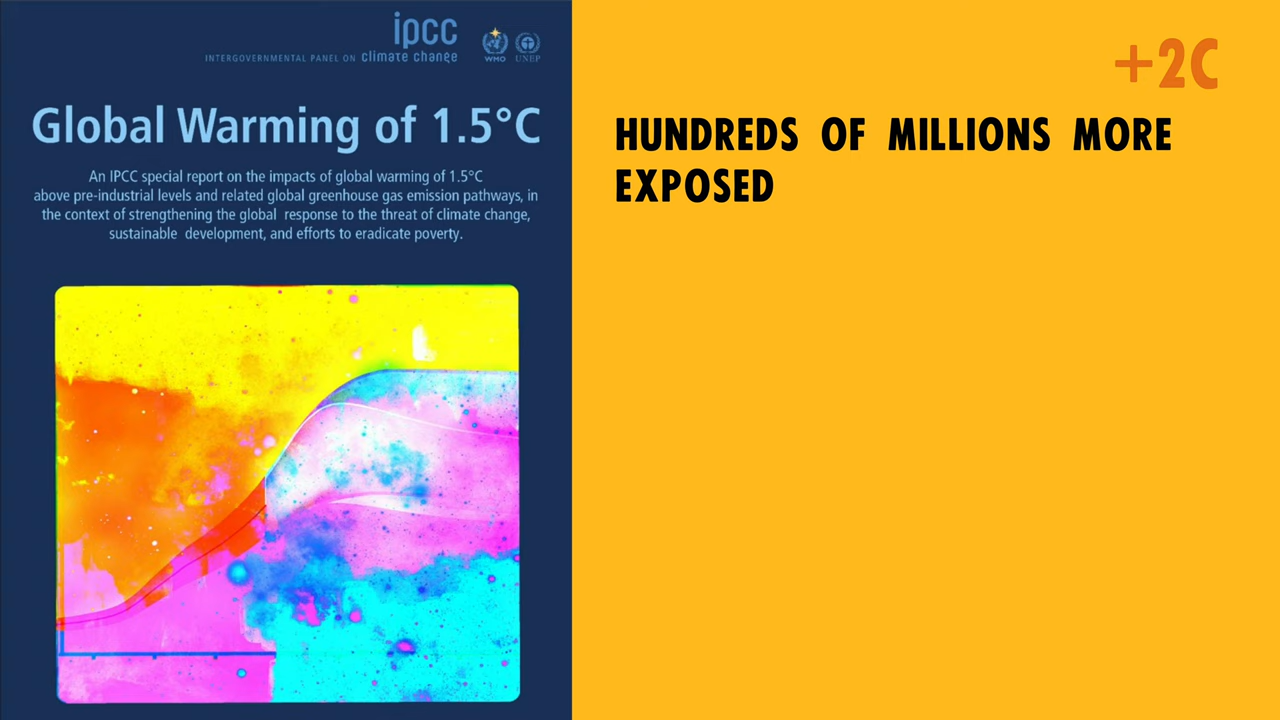 ipcc
INTERGOVERNMENTAL PANEL ON climate change
WMO
UNEP
Global Warming of 1.5°C
An IPCC special report on the impacts of global warming of 1.5°C
above pre-industrial levels and related global greenhouse gas emission pathways, in
the context of strengthening the global response to the threat of climate change,
sustainable development, and efforts to eradicate poverty.
+2C
HUNDREDS OF MILLIONS MORE
EXPOSED